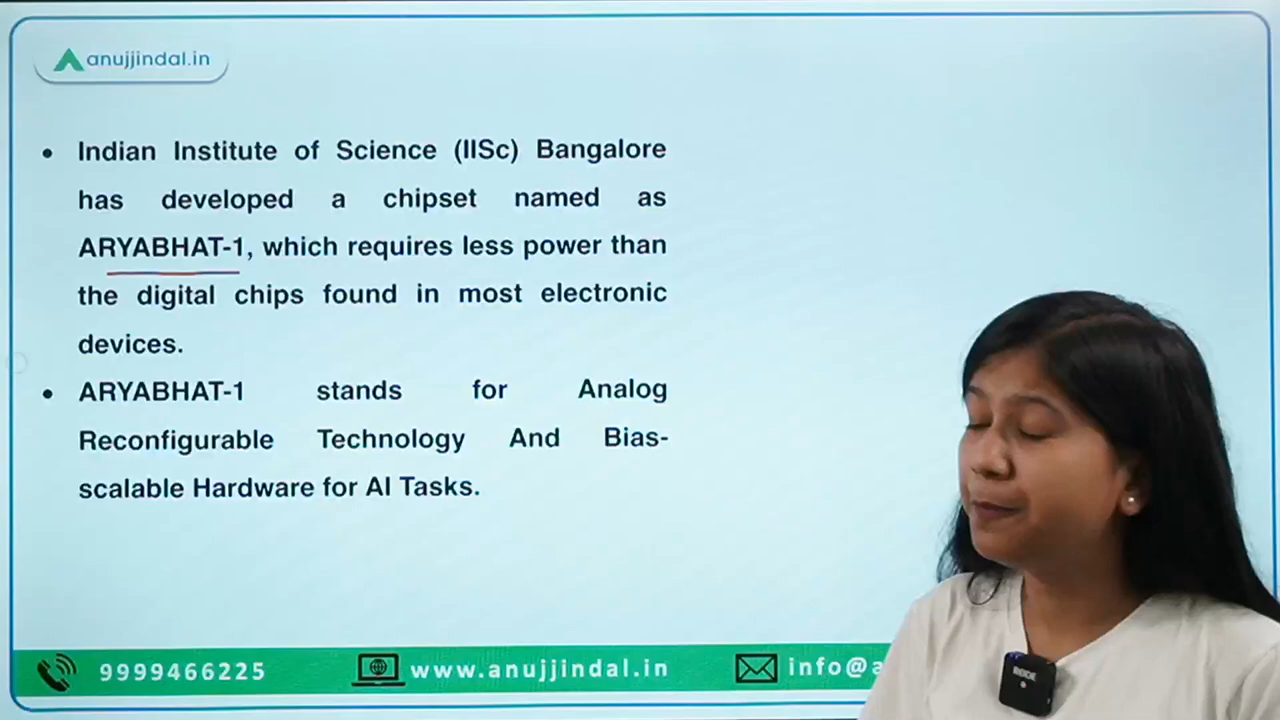 anujjindal.in
• Indian Institute of Science (IISc) Bangalore
has developed a chipset named as
ARYABHAT-1, which requires less power than
the digital chips found in most electronic
devices.
• ARYABHAT-1 stands for Analog
Reconfigurable Technology And Bias-
scalable Hardware for AI Tasks.
9999466225 www.anujjindal.in info@a
RODE